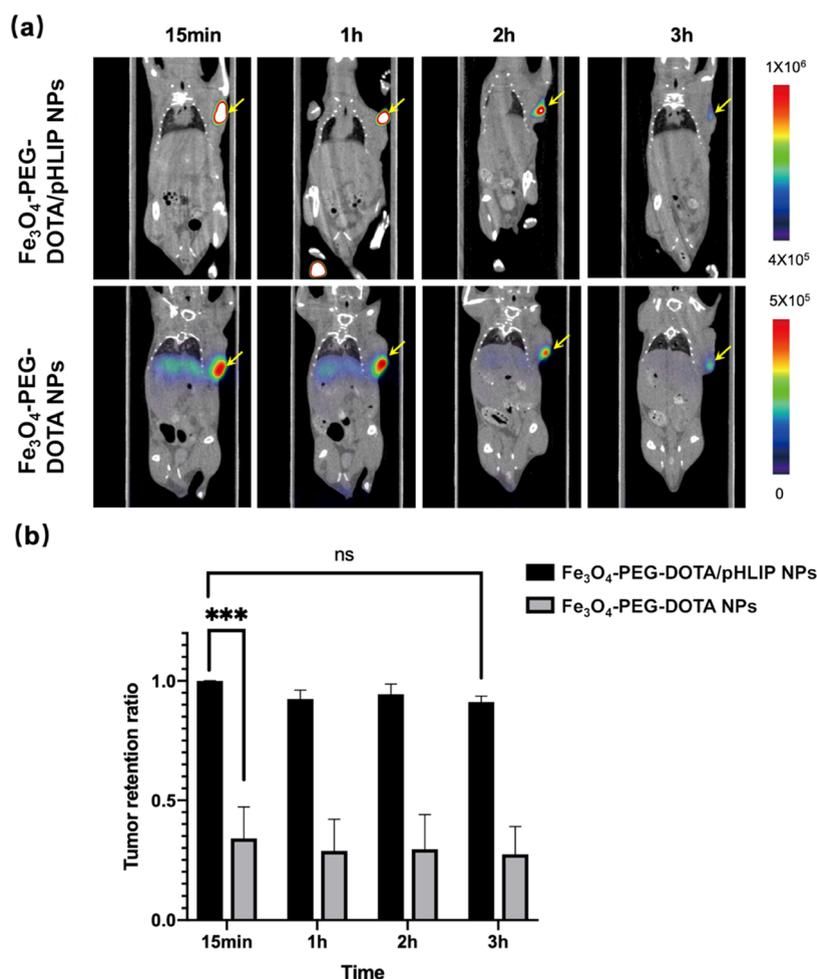 (a)
15min 1h 2h 3h
Fe₃O₄-PEG-
DOTA/pHLIP NPs
1X10⁶
4X10⁵
Fe₃O₄-PEG-
DOTA NPs
5X10⁵
0
(b)
ns
***
Fe₃O₄-PEG-DOTA/pHLIP NPs
Fe₃O₄-PEG-DOTA NPs
Tumor retention ratio
1.0
0.5
0.0
15min 1h 2h 3h
Time